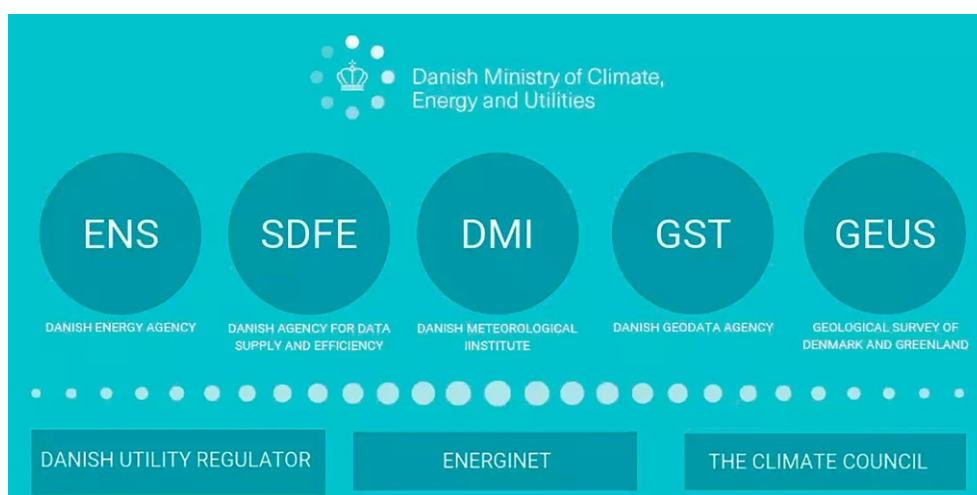 Danish Ministry of Climate,
Energy and Utilities
ENS
SDFE
DMI
GST
GEUS
DANISH ENERGY AGENCY
DANISH AGENCY FOR DATA
SUPPLY AND EFFICIENCY
DANISH METEOROLOGICAL
IINSTITUTE
DANISH GEODATA AGENCY
GEOLOGICAL SURVEY OF
DENMARK AND GREENLAND
DANISH UTILITY REGULATOR
ENERGINET
THE CLIMATE COUNCIL